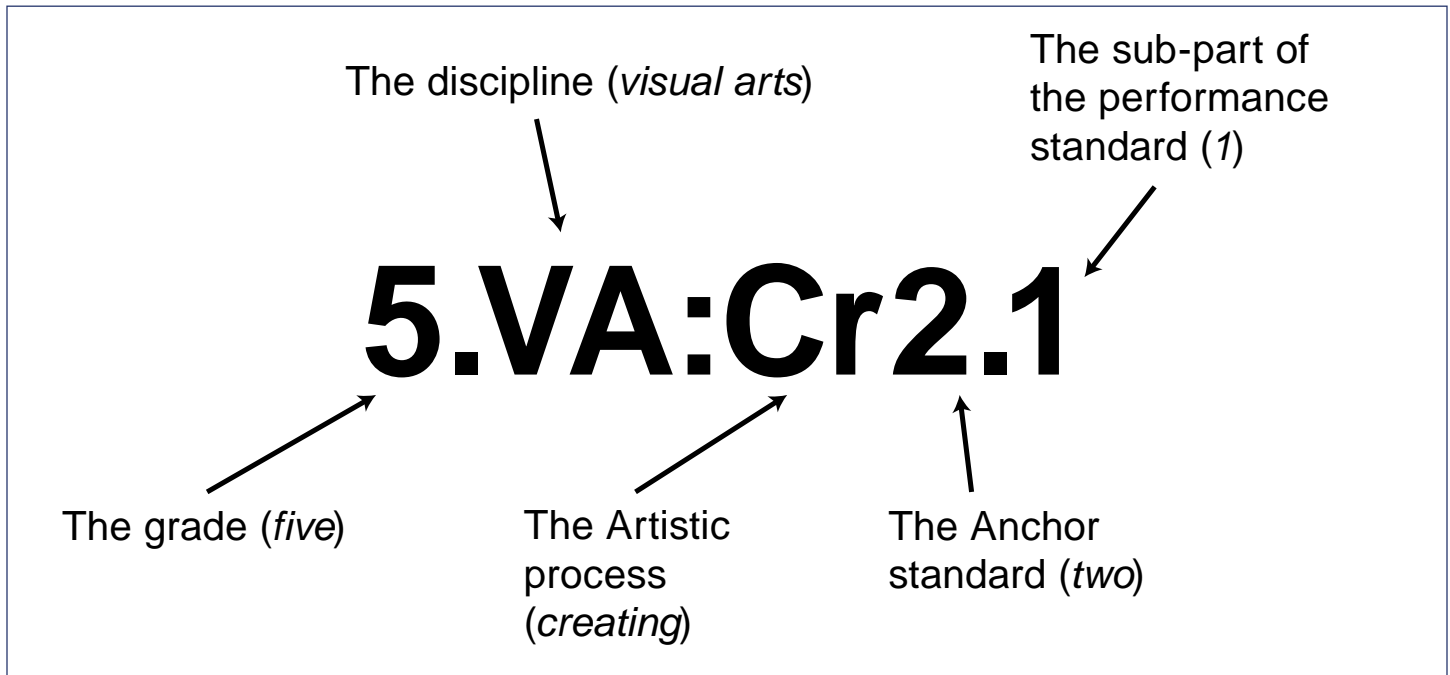 The discipline (visual arts)
The sub-part of
the performance
standard (1)
5.VA:Cr2.1
The grade (five)
The Artistic
process
(creating)
The Anchor
standard (two)